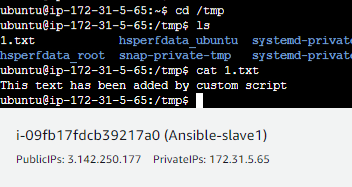 ubuntu@ip-172-31-5-65:~$ cd /tmp
ubuntu@ip-172-31-5-65:/tmp$ ls
1.txt hsperfdata_ubuntu systemd-private
hsperfdata_root snap-private-tmp systemd-private
ubuntu@ip-172-31-5-65:/tmp$ cat 1.txt
This text has been added by custom script
ubuntu@ip-172-31-5-65:/tmp$
i-09fb17fdcb39217a0 (Ansible-slave1)
PublicIPs: 3.142.250.177 PrivateIPs: 172.31.5.65